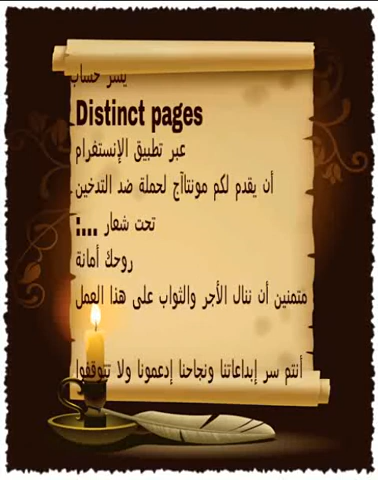 يسر حساب
Distinct pages
عبر تطبيق الإنستقرام
أن يقدم لكم مونتاآج لحملة ضد التدخين
تحت شعار ...:
روحك أمانة
متمنين أن ننال الأجر والثواب على هذا العمل
أنتم سر إبداعاتنا ونجاحنا إدعمونا ولا تتوقفوا